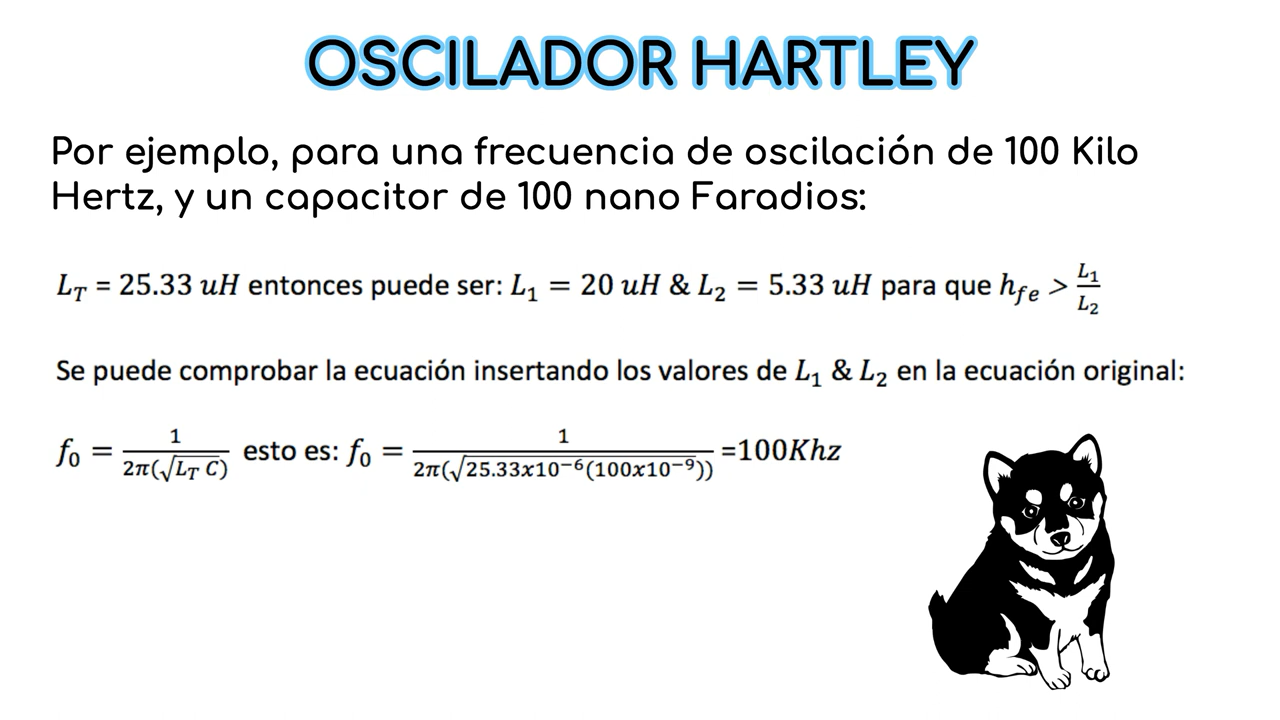 OSCILADOR HARTLEY
Por ejemplo, para una frecuencia de oscilación de 100 Kilo
Hertz, y un capacitor de 100 nano Faradios:
L_T = 25.33 uH entonces puede ser: L_1 = 20 uH & L_2 = 5.33 uH para que h_fe > L_1/L_2
Se puede comprobar la ecuación insertando los valores de L_1 & L_2 en la ecuación original:
f_0 = 1/2π(√L_T C) esto es: f_0 = 1/2π(√25.33x10^−6(100x10^−9)) =100Khz